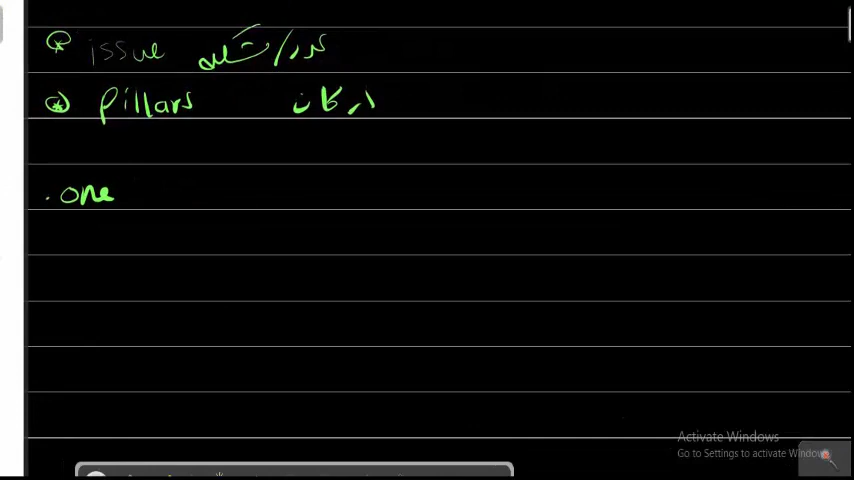 issue
pillars اركان
. one
Activate Windows
Go to Settings to activate Windows.